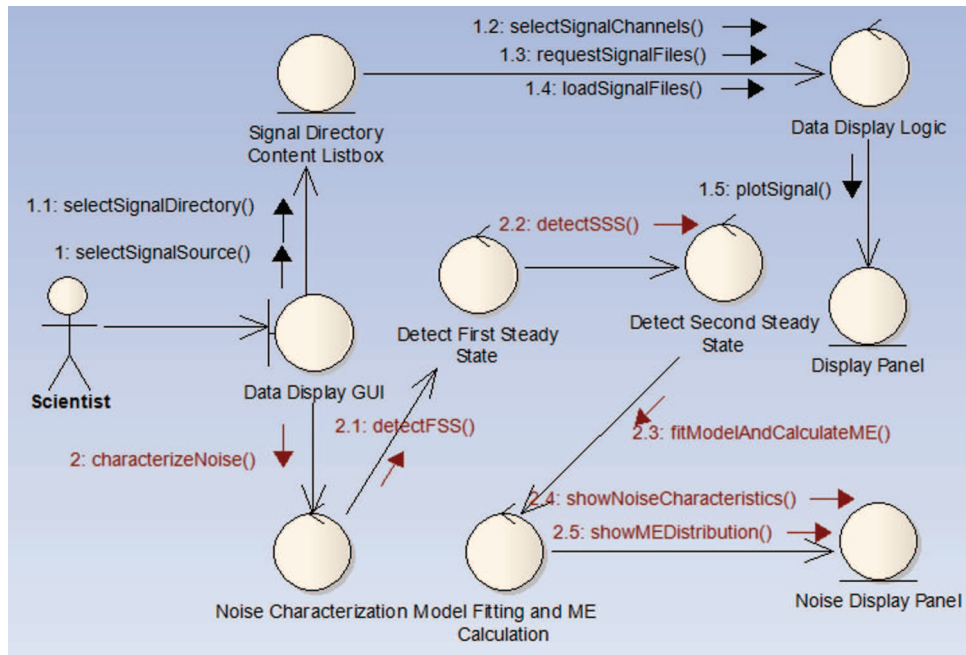 1.2: selectSignalChannels()
1.3: requestSignalFiles()
1.4: loadSignalFiles()
Signal Directory
Content Listbox
Data Display Logic
1.1: selectSignalDirectory()
1: selectSignalSource()
1.5: plotSignal()
2.2: detectSSS()
Detect First Steady
State
Detect Second Steady
State
Display Panel
Scientist
Data Display GUI
2.1: detectFSS()
2: characterizeNoise()
2.3: fitModelAndCalculateME()
2.4: showNoiseCharacteristics()
2.5: showMEDistribution()
Noise Characterization
Model Fitting and ME
Calculation
Noise Display Panel